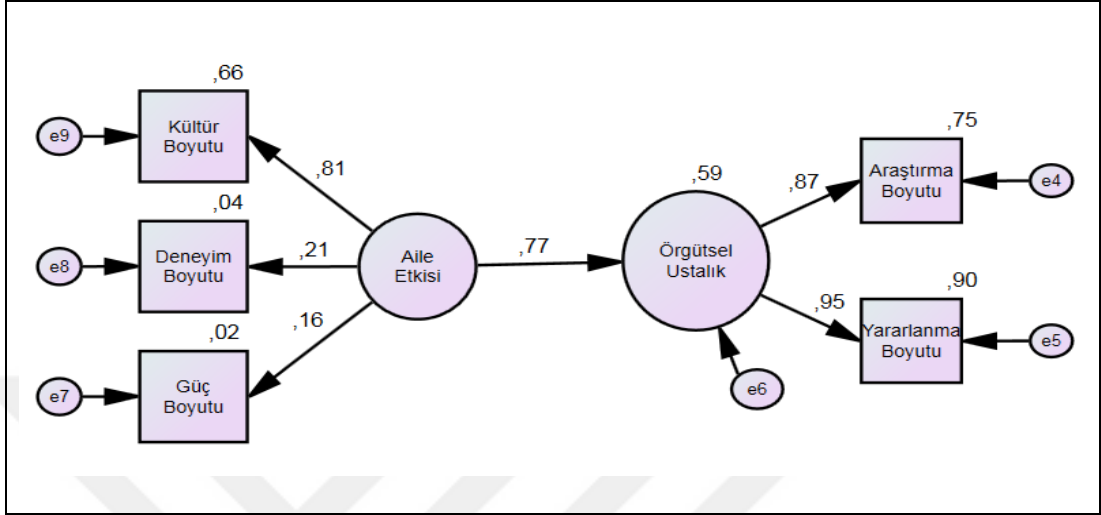 ,66
e9
Kültür
Boyutu
,81
,04
e8
Deneyim
Boyutu
,21
,02
e7
Güç
Boyutu
,16
Aile
Etkisi
,77
,59
Örgütsel
Ustalık
e6
,87
,75
Araştırma
Boyutu
e4
,95
,90
Yararlanma
Boyutu
e5